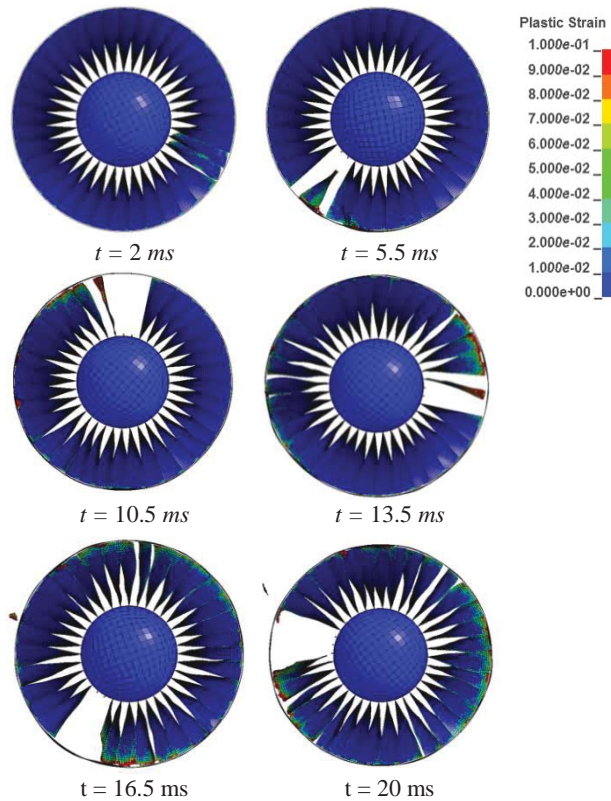 Plastic Strain
1.000e-01
9.000e-02
8.000e-02
7.000e-02
6.000e-02
5.000e-02
4.000e-02
3.000e-02
2.000e-02
1.000e-02
0.000e+00
t = 2 ms
t = 5.5 ms
t = 10.5 ms
t = 13.5 ms
t = 16.5 ms
t = 20 ms